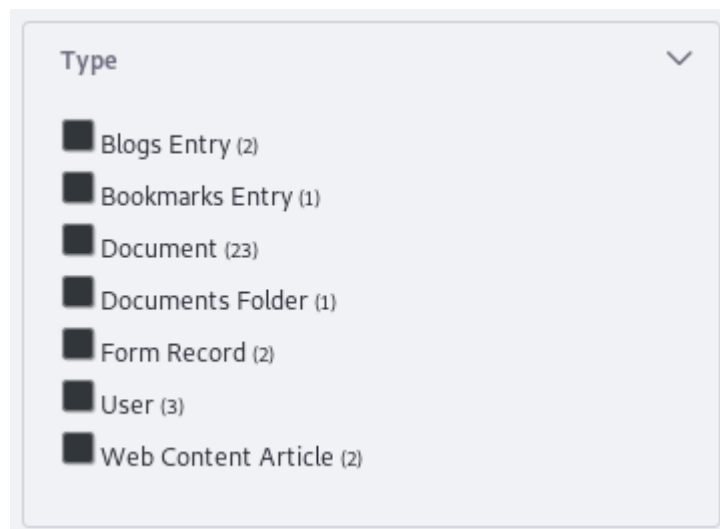 Type
Blogs Entry (2)
Bookmarks Entry (1)
Document (23)
Documents Folder (1)
Form Record (2)
User (3)
Web Content Article (2)